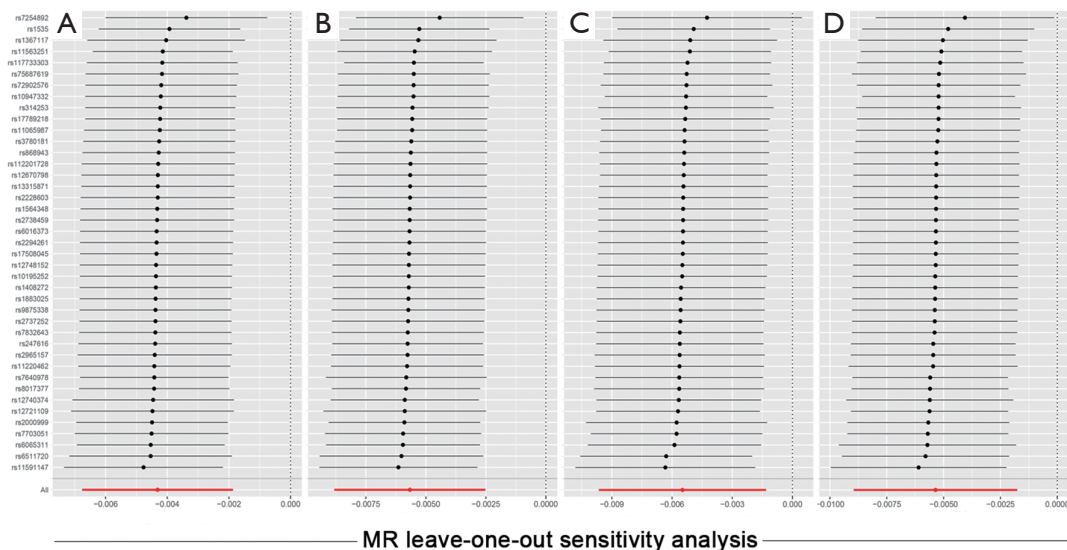 A B C D
rs7254892
rs1535
rs1367117
rs11563251
rs117733303
rs75687619
rs72902576
rs10947332
rs314253
rs17789218
rs11065987
rs3780181
rs868943
rs112201728
rs12670798
rs13315871
rs2228603
rs1564348
rs2738459
rs6016373
rs2294261
rs17508045
rs12748152
rs10195252
rs1408272
rs1883025
rs9875338
rs2737252
rs7832643
rs247616
rs2965157
rs11220462
rs7640978
rs8017377
rs12740374
rs12721109
rs2000999
rs7703051
rs6065311
rs6511720
rs11591147
All
−0.006 −0.004 −0.002 0.000 −0.0075 −0.0050 −0.0025 0.0000 −0.009 −0.006 −0.003 0.000 −0.0100 −0.0075 −0.0050 −0.0025 0.0000
MR leave-one-out sensitivity analysis